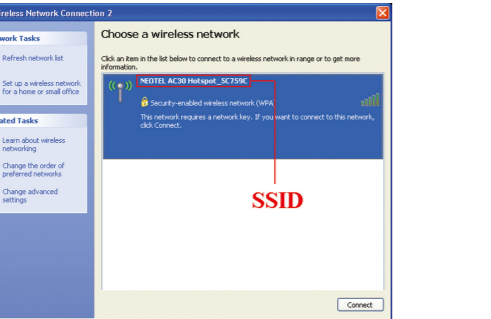 ireless Network Connection 2
work Tasks
Refresh network list
Set up a wireless network
for a home or small office
ated Tasks
Learn about wireless
networking
Change the order of
preferred networks
Change advanced
settings
Choose a wireless network
Click an item in the list below to connect to a wireless network in range or to get more
information.
NEOTEL AC30 Hotspot_5C759C
Security-enabled wireless network (WPA)
This network requires a network key. If you want to connect to this network,
click Connect.
SSID
Connect